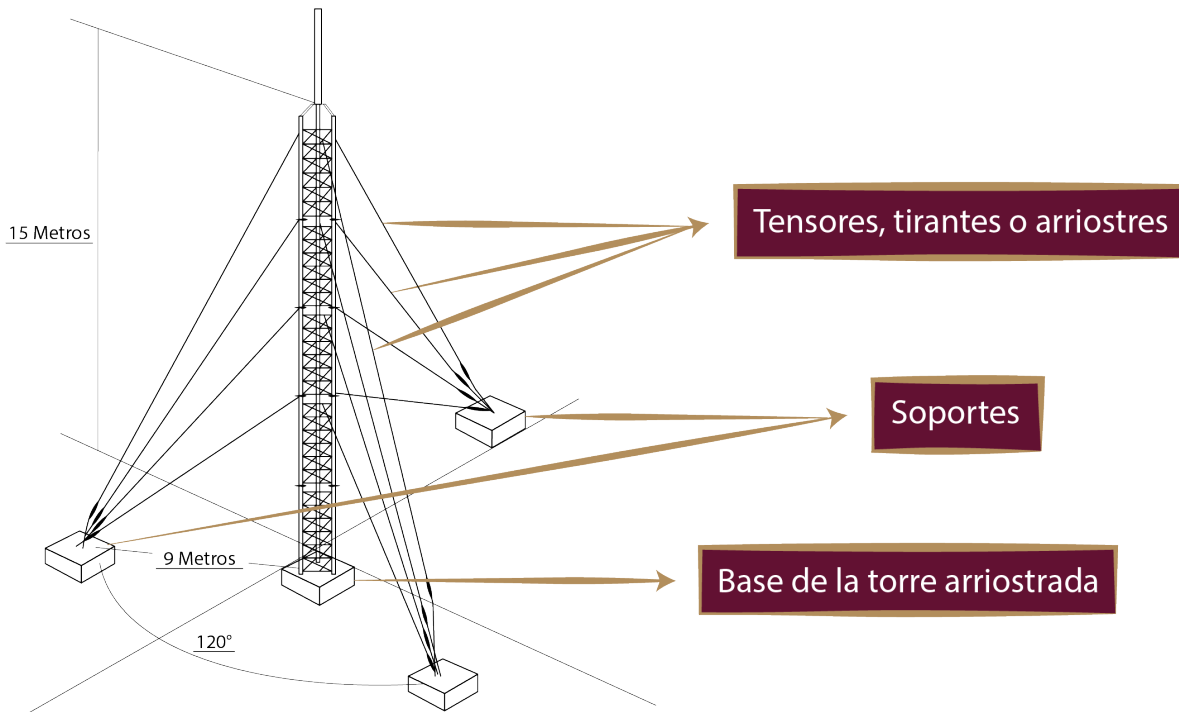 15 Metros
Tensores, tirantes o arriostres
Soportes
9 Metros
Base de la torre arriostrada
120°